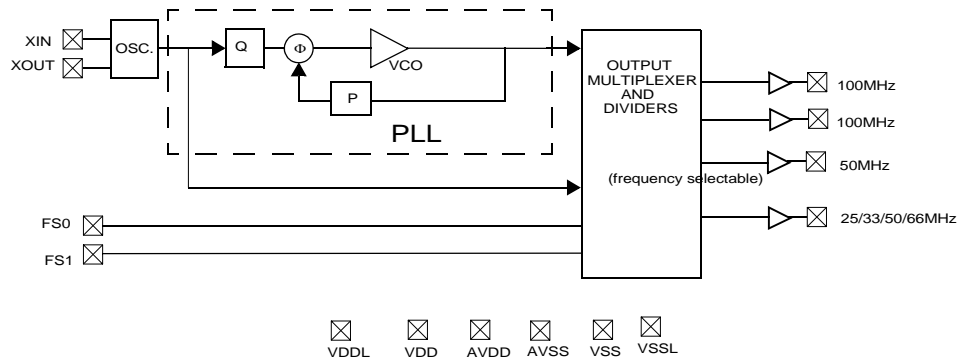 XIN
XOUT
OSC.
Q
Φ
VCO
P
PLL
OUTPUT
MULTIPLEXER
AND
DIVIDERS
(frequency selectable)
100MHz
100MHz
50MHz
25/33/50/66MHz
FS0
FS1
VDDL
VDD
AVDD
AVSS
VSS
VSSL